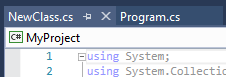 NewClass.cs Program.cs
C# MyProject
1 using System;
2 using System.Collectio